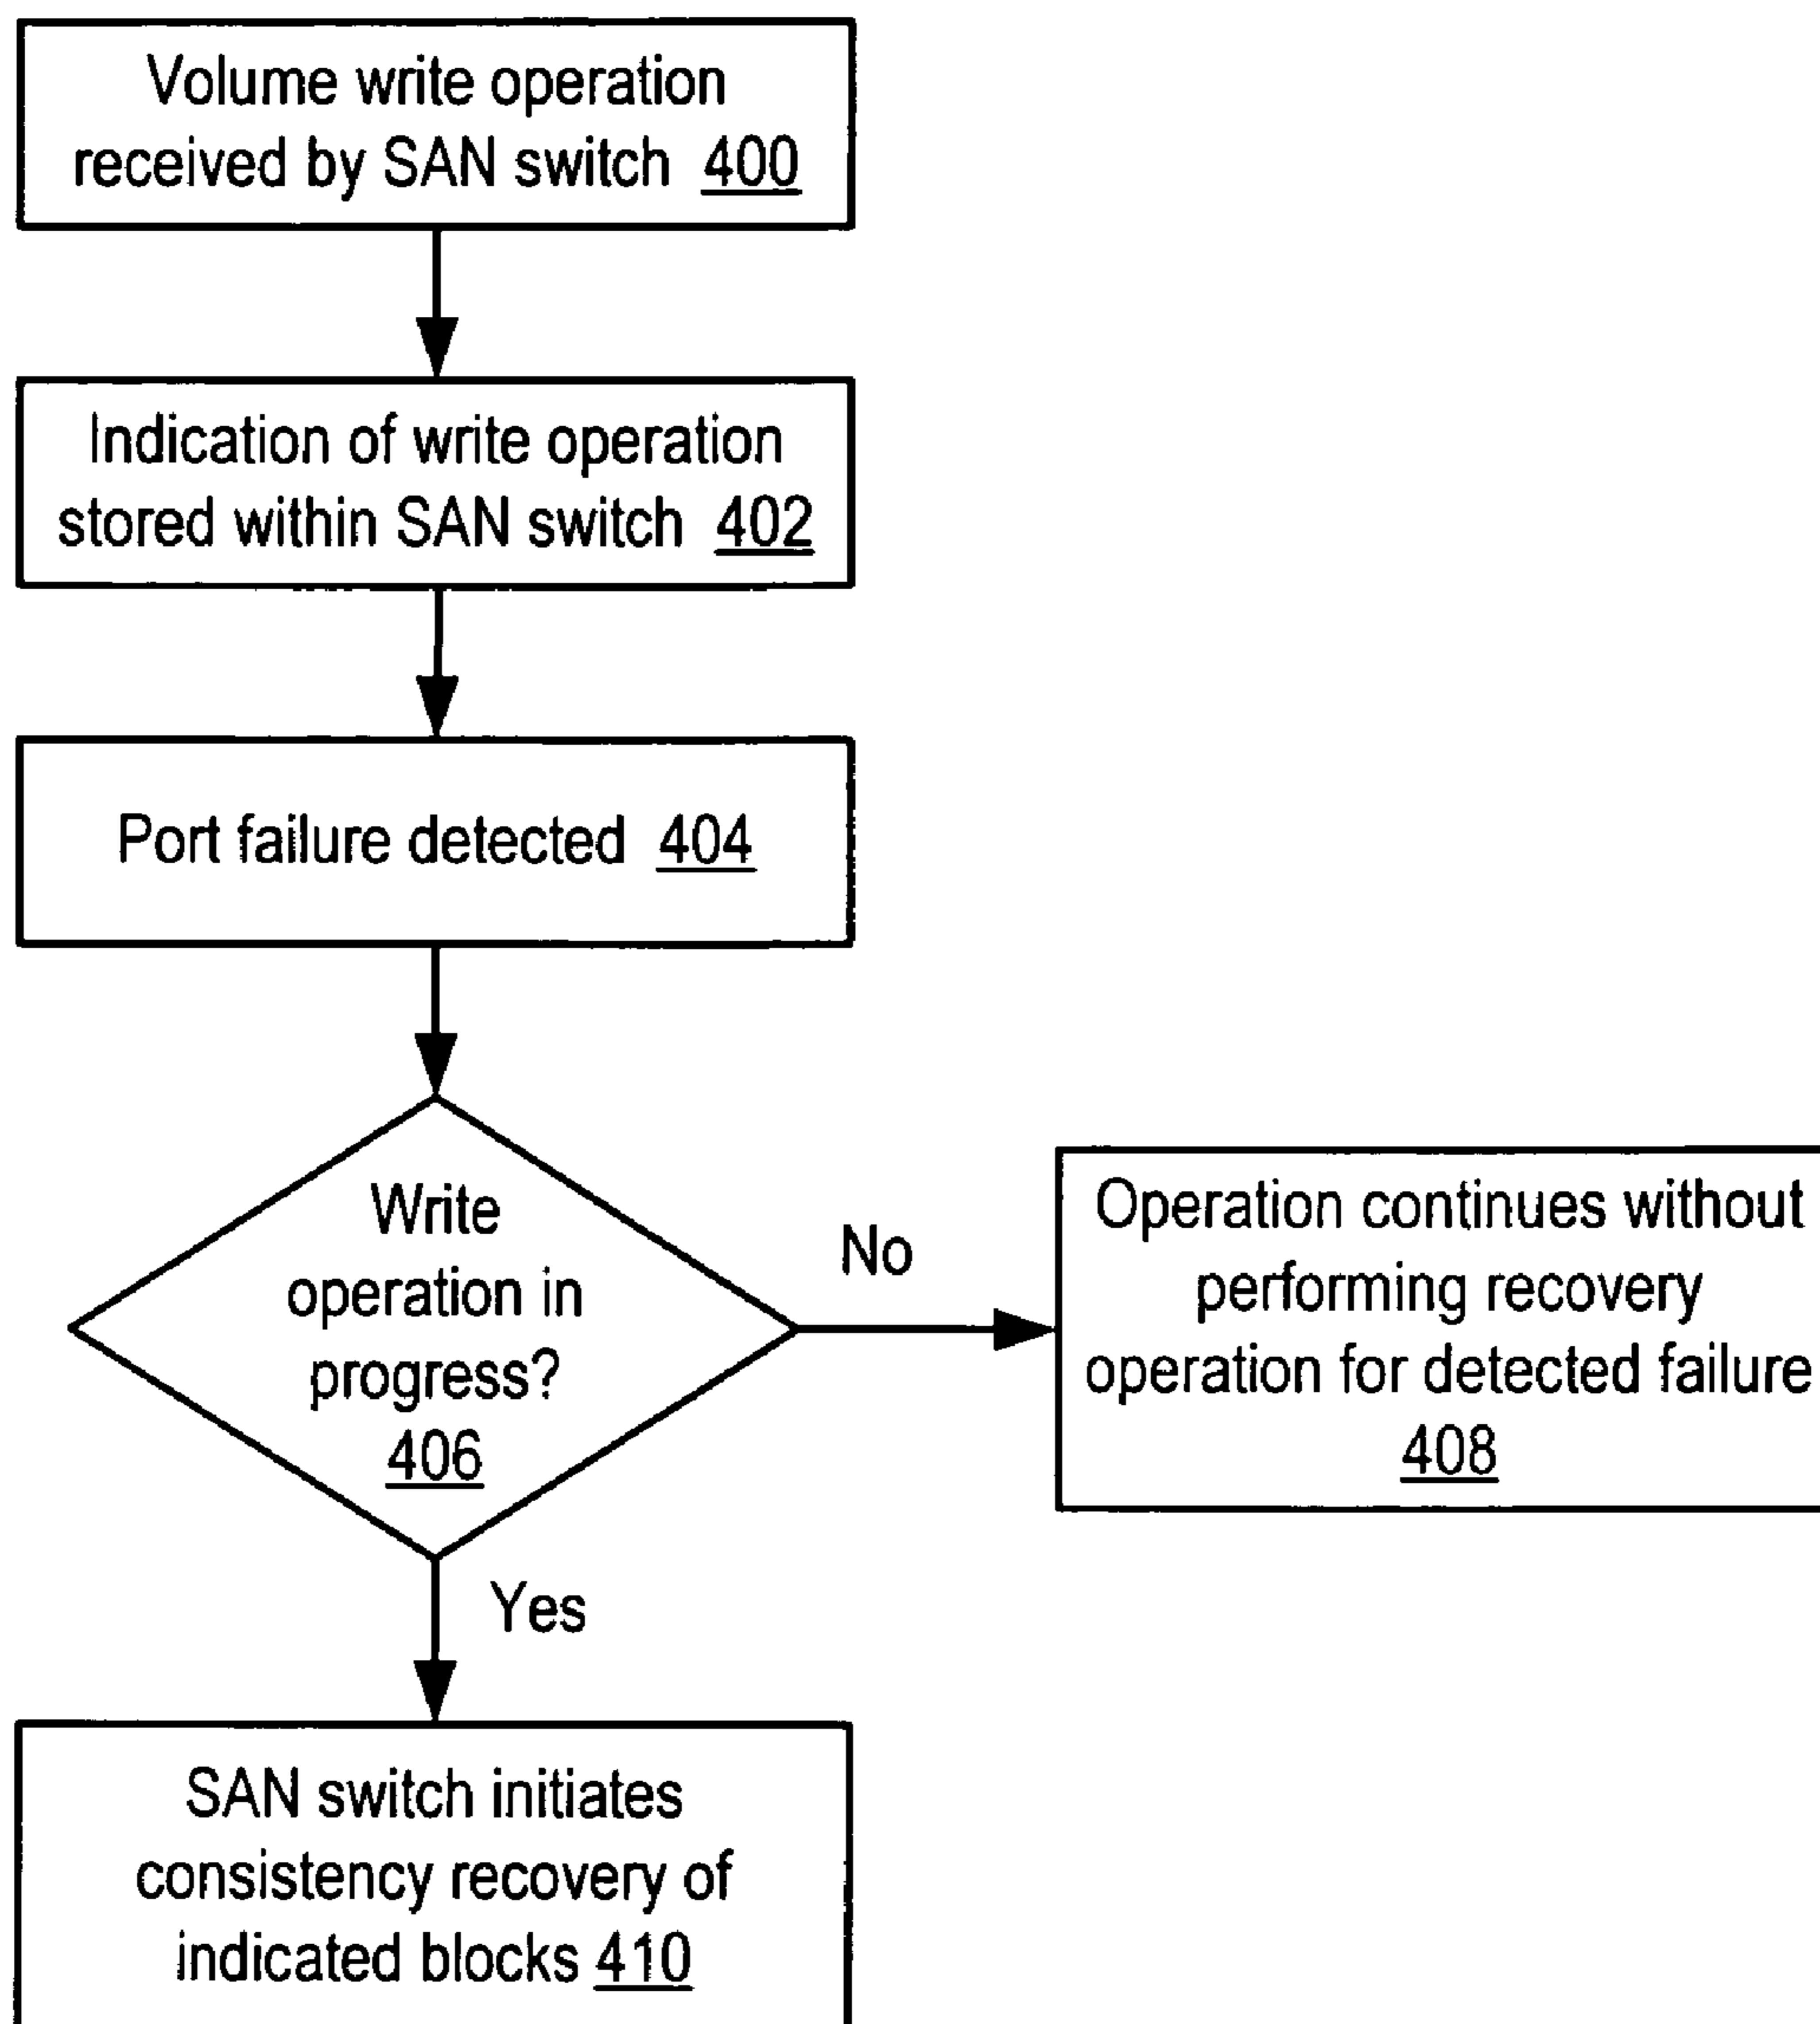 Volume write operation
received by SAN switch 400
Indication of write operation
stored within SAN switch 402
Port failure detected 404
Write
operation in
progress?
406
No
Operation continues without
performing recovery
operation for detected failure
408
Yes
SAN switch initiates
consistency recovery of
indicated blocks 410